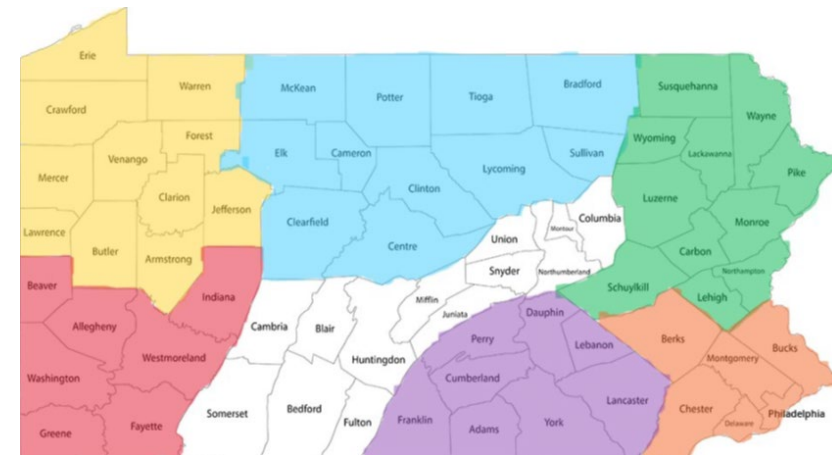 Erie
Warren
McKean
Potter
Tioga
Bradford
Susquehanna
Wayne
Crawford
Forest
Wyoming
Lackawanna
Elk
Cameron
Sullivan
Venango
Lycoming
Pike
Mercer
Clarion
Clinton
Luzerne
Jefferson
Clearfield
Columbia
Monroe
Lawrence
Montour
Butler
Centre
Union
Carbon
Armstrong
Snyder
Northumberland
Northampton
Beaver
Indiana
Schuylkill
Lehigh
Mifflin
Juniata
Dauphin
Allegheny
Cambria
Blair
Perry
Lebanon
Berks
Bucks
Westmoreland
Huntingdon
Montgomery
Washington
Cumberland
Lancaster
Chester
Philadelphia
Somerset
Bedford
Fulton
Franklin
Adams
York
Delaware
Greene
Fayette